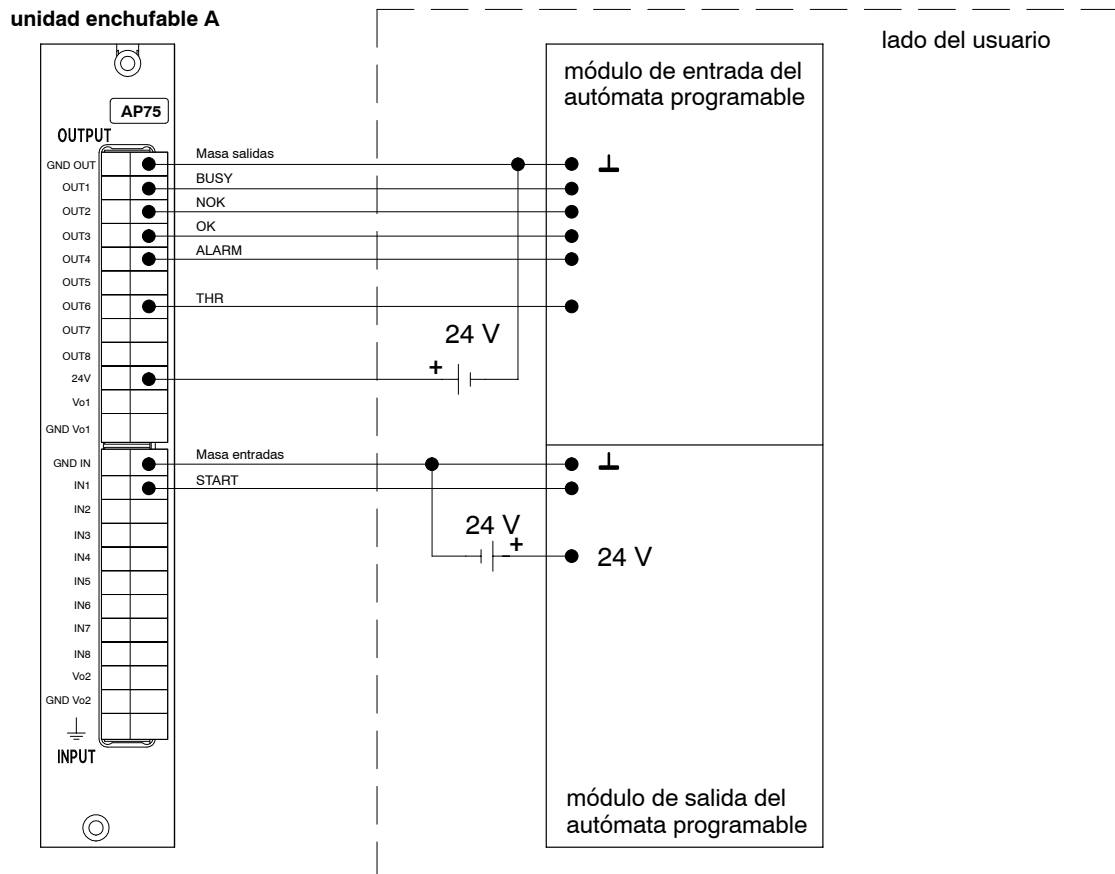 unidad enchufable A
lado del usuario
módulo de entrada del
autómata programable
AP75
OUTPUT
GND OUT
Masa salidas
OUT1
BUSY
OUT2
NOK
OUT3
OK
OUT4
ALARM
OUT5
OUT6
THR
OUT7
24 V
OUT8
24V
+
Vo1
GND Vo1
GND IN
Masa entradas
IN1
START
IN2
24 V
IN3
+
IN4
-
24 V
IN5
IN6
IN7
IN8
Vo2
GND Vo2
INPUT
módulo de salida del
autómata programable